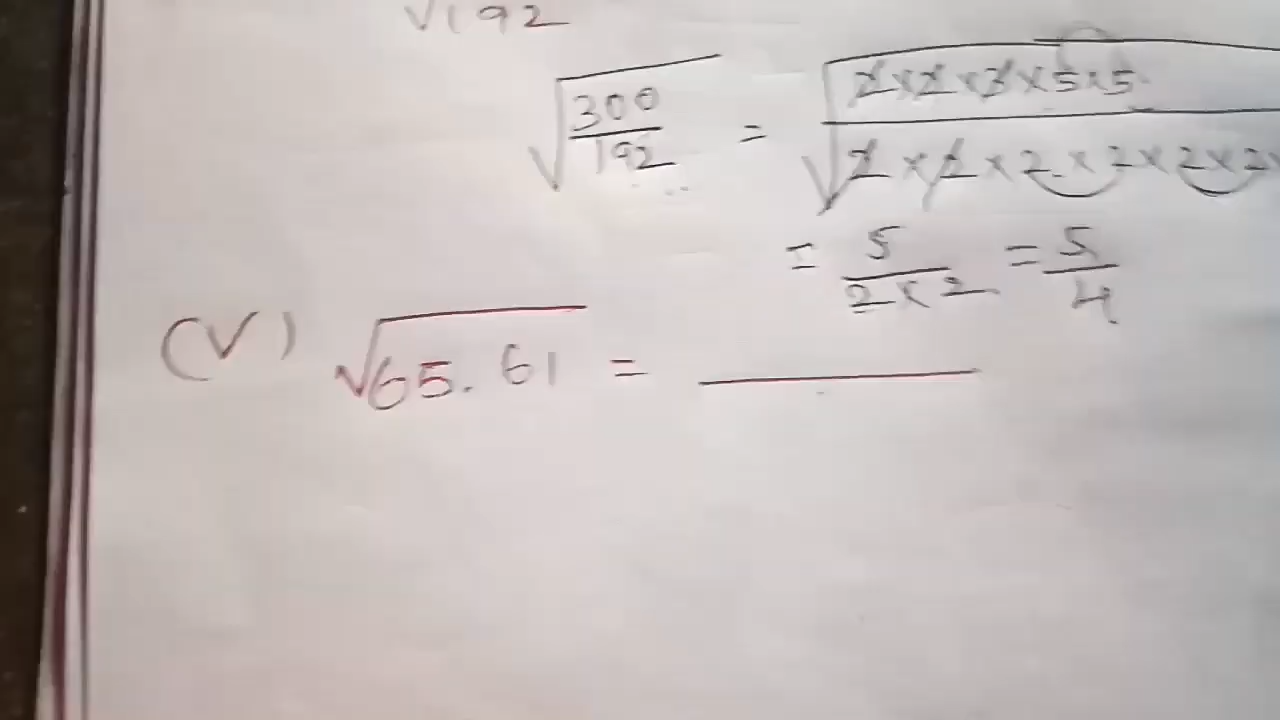 √192
√300/192 = √2×2×3×5×5 / √2×2×2×2×2×2×
= 5/2×2 = 5/4
(V) √65.61 = ________